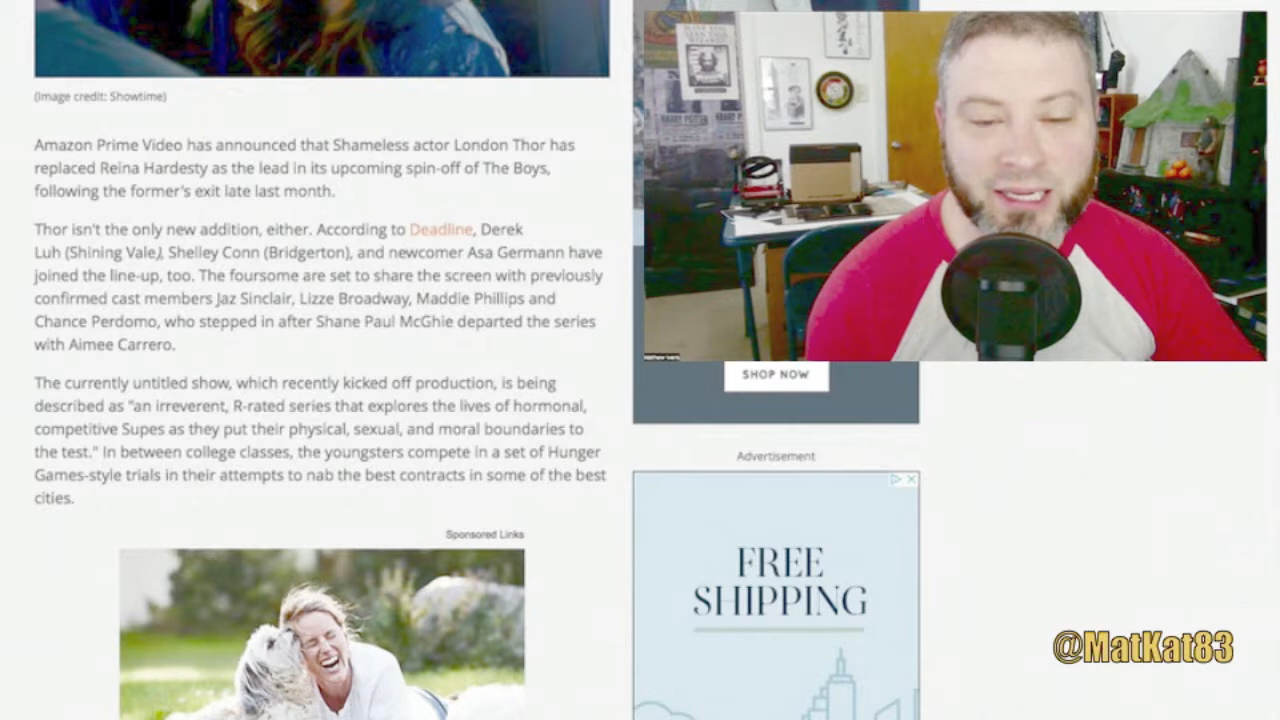 (Image credit: Showtime)
Amazon Prime Video has announced that Shameless actor London Thor has
replaced Reina Hardesty as the lead in its upcoming spin-off of The Boys,
following the former's exit late last month.
Thor isn't the only new addition, either. According to Deadline, Derek
Luh (Shining Vale), Shelley Conn (Bridgerton), and newcomer Asa Germann have
joined the line-up, too. The foursome are set to share the screen with previously
confirmed cast members Jaz Sinclair, Lizze Broadway, Maddie Phillips and
Chance Perdomo, who stepped in after Shane Paul McGhie departed the series
with Aimee Carrero.
The currently untitled show, which recently kicked off production, is being
described as "an irreverent, R-rated series that explores the lives of hormonal,
competitive Supes as they put their physical, sexual, and moral boundaries to
the test." In between college classes, the youngsters compete in a set of Hunger
Games-style trials in their attempts to nab the best contracts in some of the best
cities.
Sponsored Links
SHOP NOW
Advertisement
FREE
SHIPPING
@MatKat83